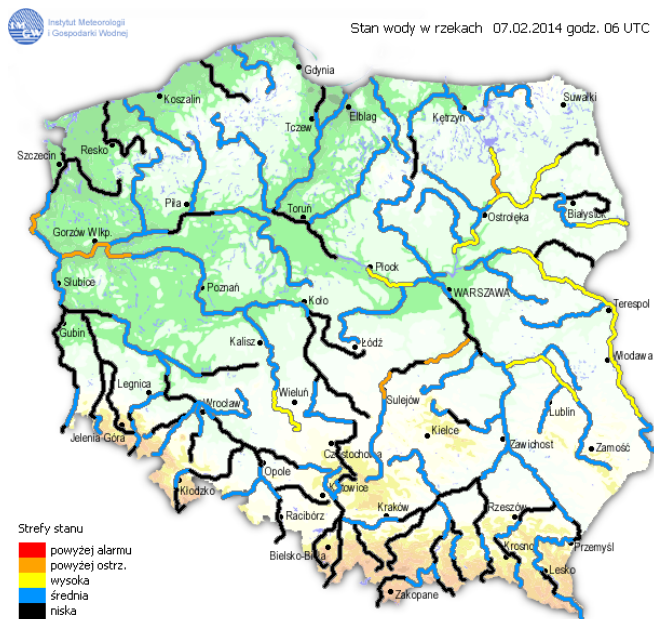 IMGW
Instytut Meteorologii
i Gospodarki Wodnej
Stan wody w rzekach 07.02.2014 godz. 06 UTC
Gdynia
Koszalin
Suwałki
Elbląg
Kętrzyn
Tczew
Resko
Szczecin
Piła
Toruń
Ostrołęka
Białystok
Gorzów Wlkp.
Płock
Słubice
Poznań
Koło
WARSZAWA
Terespol
Gubin
Kalisz
Łódź
Włodawa
Legnica
Wieluń
Sulejów
Wrocław
Lublin
Jelenia-Góra
Kielce
Zawichost
Zamość
Częstochowa
Opole
Kłodzko
Katowice
Kraków
Rzeszów
Racibórz
Strefy stanu
Krosno
Przemyśl
powyżej alarmu
Bielsko-Biała
powyżej ostrz.
Lesko
wysoka
Zakopane
średnia
niska